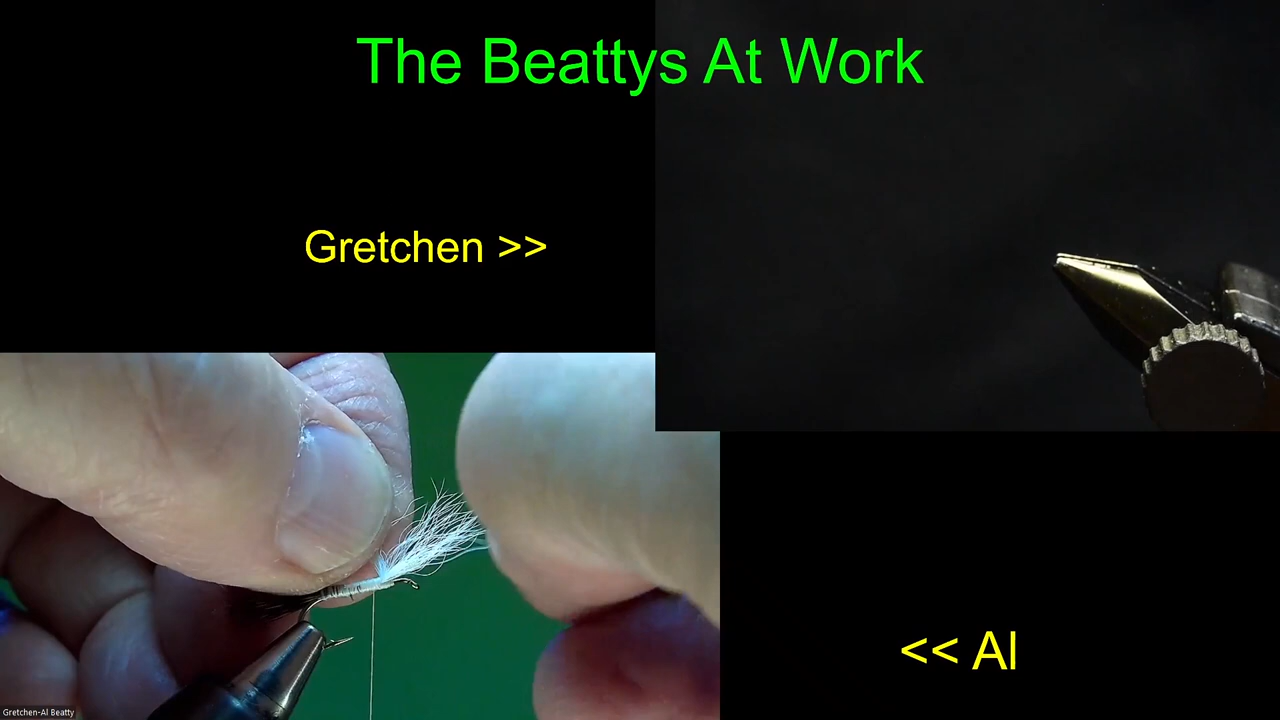 The Beattys At Work
Gretchen >>
<< Al
Gretchen-Al Beatty